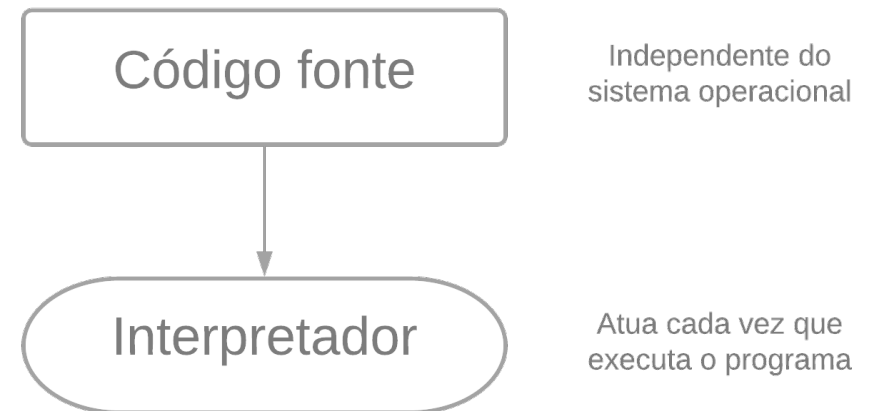 Código fonte
Independente do
sistema operacional
Interpretador
Atua cada vez que
executa o programa